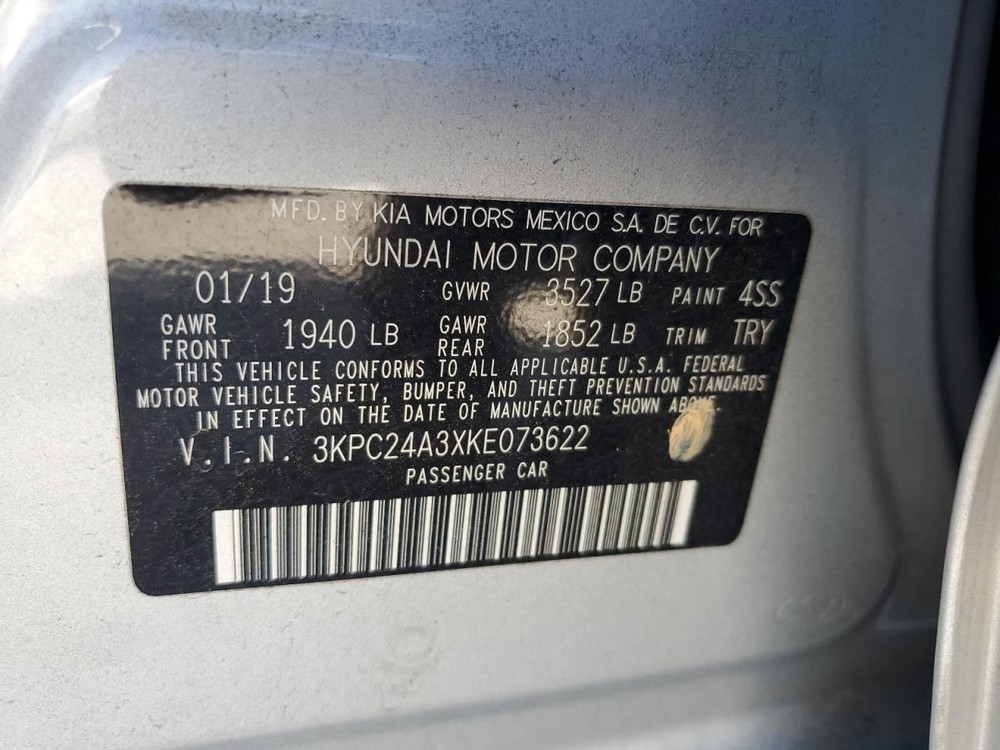 MFD. BY KIA MOTORS MEXICO S.A. DE C.V. FOR
HYUNDAI MOTOR COMPANY
01/19 GVWR 3527 LB PAINT 4SS
GAWR FRONT 1940 LB GAWR REAR 1852 LB TRIM TRY
THIS VEHICLE CONFORMS TO ALL APPLICABLE U.S.A. FEDERAL
MOTOR VEHICLE SAFETY, BUMPER, AND THEFT PREVENTION STANDARDS
IN EFFECT ON THE DATE OF MANUFACTURE SHOWN ABOVE.
V.I.N. 3KPC24A3XKE073622
PASSENGER CAR